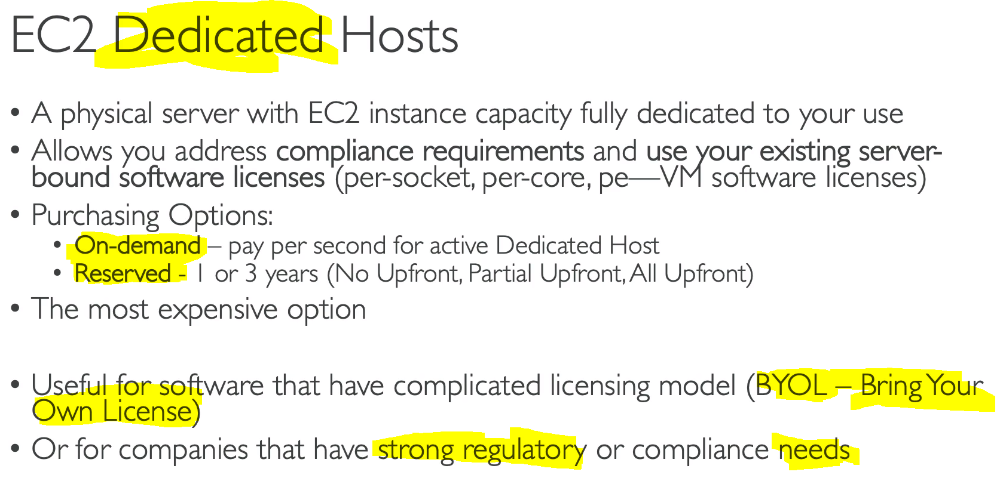 EC2 Dedicated Hosts
• A physical server with EC2 instance capacity fully dedicated to your use
• Allows you address compliance requirements and use your existing server-
bound software licenses (per-socket, per-core, pe—VM software licenses)
• Purchasing Options:
• On-demand – pay per second for active Dedicated Host
• Reserved - 1 or 3 years (No Upfront, Partial Upfront, All Upfront)
• The most expensive option
• Useful for software that have complicated licensing model (BYOL – Bring Your
Own License)
• Or for companies that have strong regulatory or compliance needs